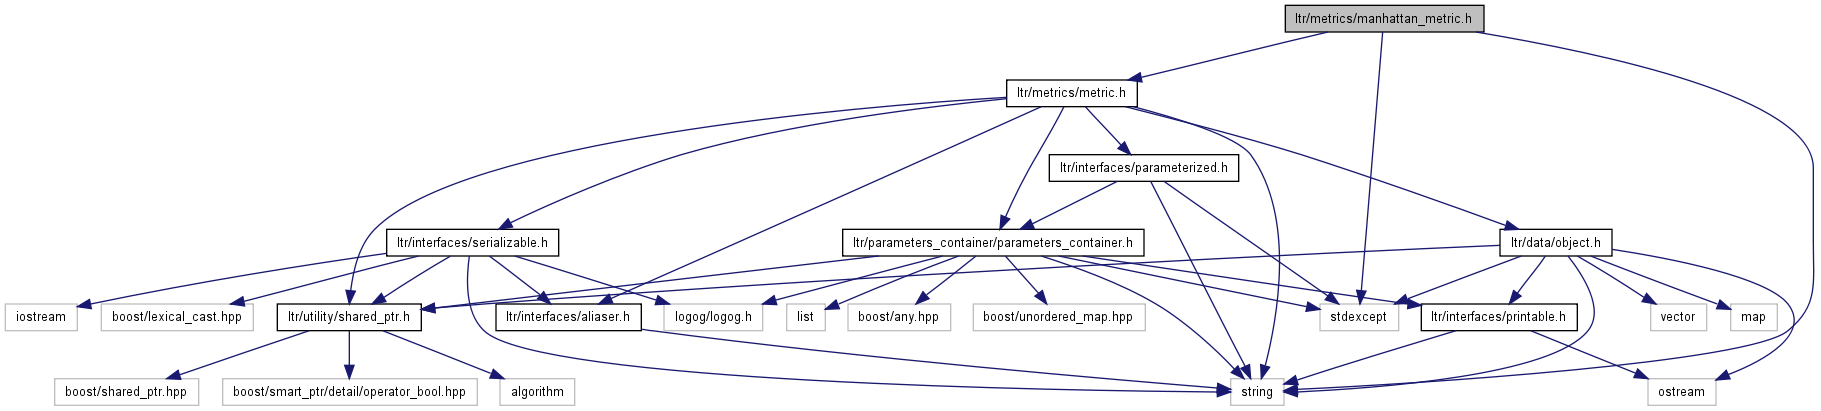 ltr/metrics/manhattan_metric.h
ltr/metrics/metric.h
ltr/interfaces/parameterized.h
ltr/interfaces/serializable.h
ltr/parameters_container/parameters_container.h
ltr/data/object.h
iostream
boost/lexical_cast.hpp
ltr/utility/shared_ptr.h
ltr/interfaces/aliaser.h
logog/logog.h
list
boost/any.hpp
boost/unordered_map.hpp
stdexcept
ltr/interfaces/printable.h
vector
map
boost/shared_ptr.hpp
boost/smart_ptr/detail/operator_bool.hpp
algorithm
string
ostream